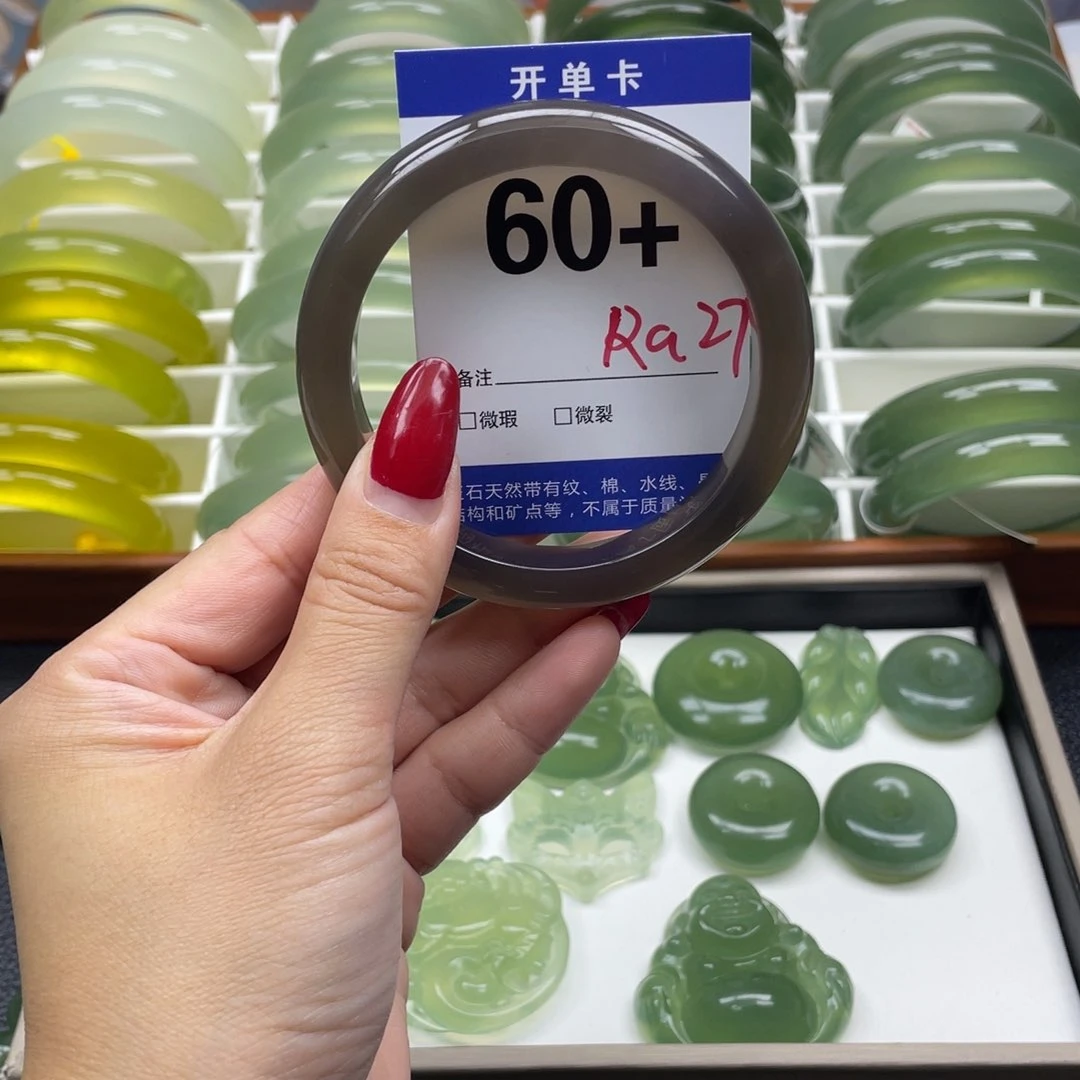 开单卡
60+
Ra27
备注
□微瑕 □微裂
石天然带有纹、棉、水线、
结构和矿点等，不属于质量